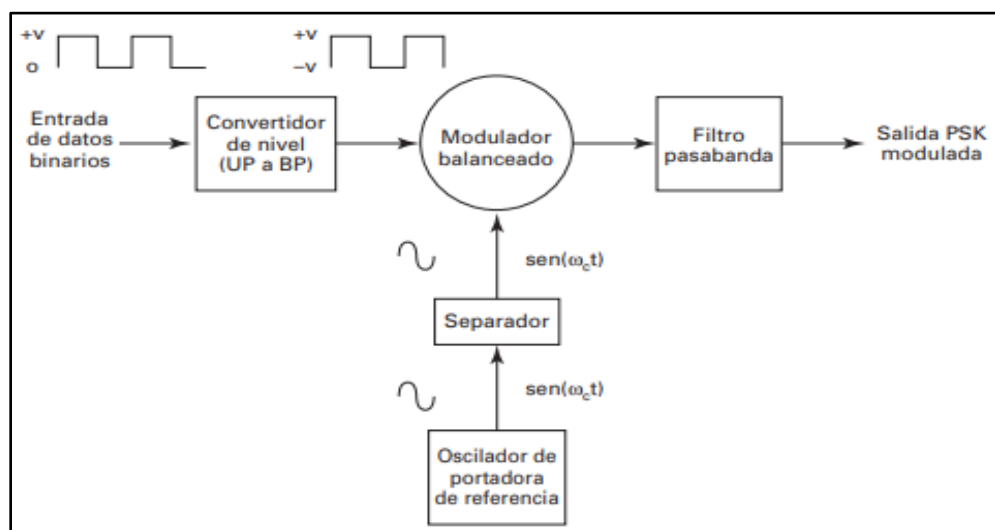 +v
o
+v
–v
Entrada
de datos
binarios
Convertidor
de nivel
(UP a BP)
Modulador
balanceado
Filtro
pasabanda
Salida PSK
modulada
sen(ωct)
Separador
sen(ωct)
Oscilador de
portadora
de referencia